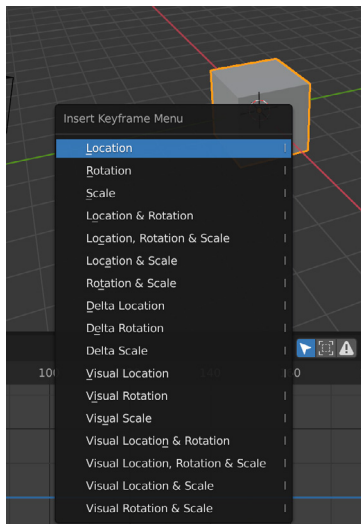 Insert Keyframe Menu
Location I
Rotation I
Scale I
Location & Rotation I
Location, Rotation & Scale I
Location & Scale I
Rotation & Scale I
Delta Location I
Delta Rotation I
Delta Scale I
100
Visual Location I
Visual Rotation I
Visual Scale I
Visual Location & Rotation I
Visual Location, Rotation & Scale I
Visual Location & Scale I
Visual Rotation & Scale I